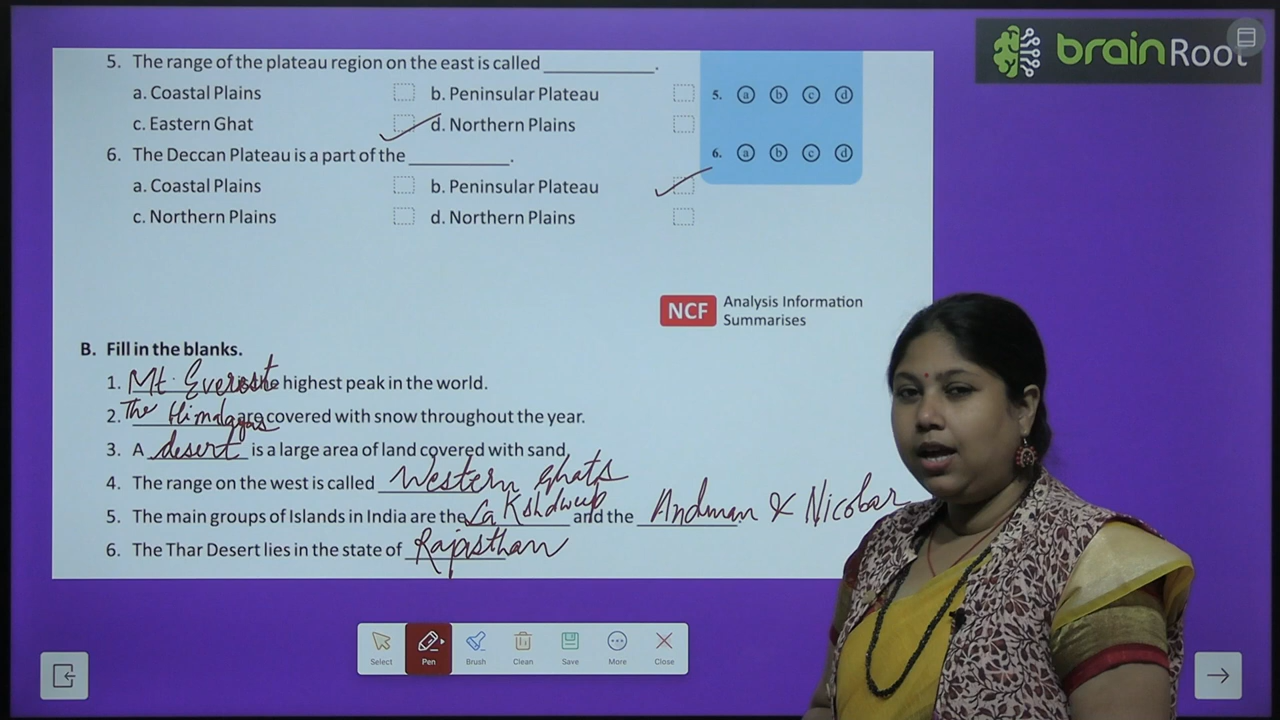 brainRoot
5. The range of the plateau region on the east is called ____________.
a. Coastal Plains b. Peninsular Plateau
c. Eastern Ghat d. Northern Plains
5. a b c d
6. The Deccan Plateau is a part of the ___________.
a. Coastal Plains b. Peninsular Plateau
c. Northern Plains d. Northern Plains
6. a b c d
NCF Analysis Information
Summarises
B. Fill in the blanks.
1. Mt. Everest is the highest peak in the world.
2. The Himalayas are covered with snow throughout the year.
3. A desert is a large area of land covered with sand.
4. The range on the west is called Western Ghats
5. The main groups of Islands in India are the Lakshdweep and the Andman & Nicobar
6. The Thar Desert lies in the state of Rajasthan
Select Pen Brush Clean Save More Close